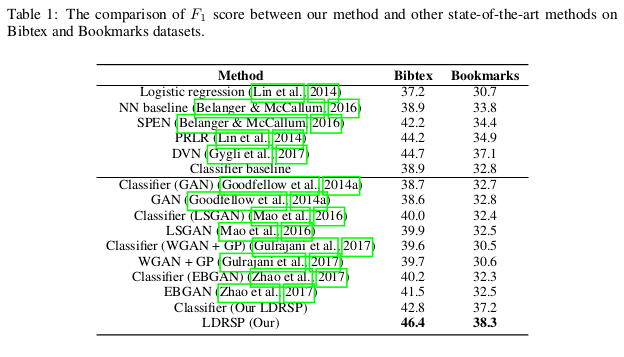 Table 1: The comparison of F1 score between our method and other state-of-the-art methods on
Bibtex and Bookmarks datasets.
Method Bibtex Bookmarks
Logistic regression (Lin et al., 2014) 37.2 30.7
NN baseline (Belanger & McCallum, 2016) 38.9 33.8
SPEN (Belanger & McCallum, 2016) 42.2 34.4
PRLR (Lin et al., 2014) 44.2 34.9
DVN (Gygli et al., 2017) 44.7 37.1
Classifier baseline 38.9 32.8
Classifier (GAN) (Goodfellow et al., 2014a) 38.7 32.7
GAN (Goodfellow et al., 2014a) 38.6 32.8
Classifier (LSGAN) (Mao et al., 2016) 40.0 32.4
LSGAN (Mao et al., 2016) 39.9 32.5
Classifier (WGAN + GP) (Gulrajani et al., 2017) 39.6 30.5
WGAN + GP (Gulrajani et al., 2017) 39.7 30.6
Classifier (EBGAN) (Zhao et al., 2017) 40.2 32.3
EBGAN (Zhao et al., 2017) 41.5 32.5
Classifier (Our LDRSP) 42.8 37.2
LDRSP (Our) 46.4 38.3